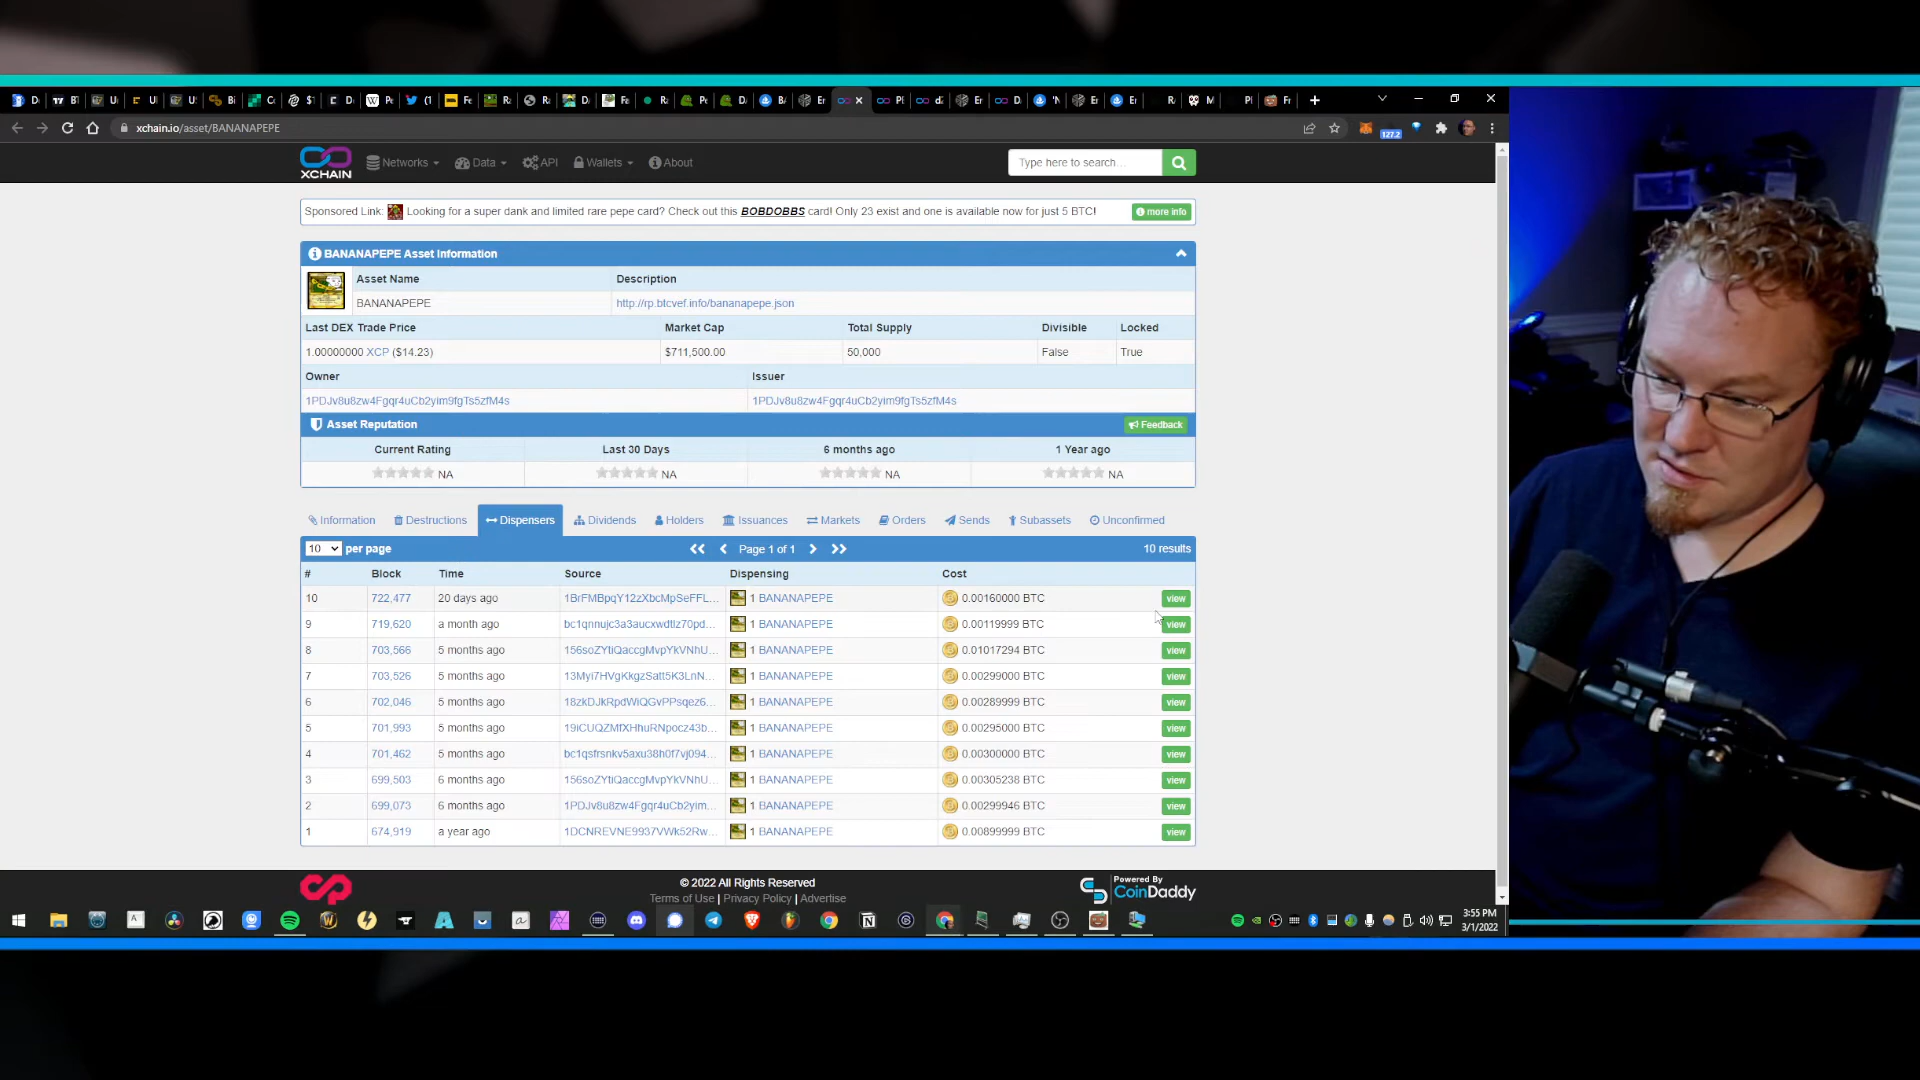 xchain.io/asset/BANANAPEPE
127.2
XCHAIN
Networks Data API Wallets About
Type here to search...
Sponsored Link: Looking for a super dank and limited rare pepe card? Check out this BOBDOBBS card! Only 23 exist and one is available now for just 5 BTC! more info
BANANAPEPE Asset Information
Asset Name Description
BANANAPEPE http://rp.btcvef.info/bananapepe.json
Last DEX Trade Price Market Cap Total Supply Divisible Locked
1.00000000 XCP ($14.23) $711,500.00 50,000 False True
Owner Issuer
1PDJv8u8zw4Fgqr4uCb2yim9fgTs5zfM4s 1PDJv8u8zw4Fgqr4uCb2yim9fgTs5zfM4s
Asset Reputation Feedback
Current Rating Last 30 Days 6 months ago 1 Year ago
NA NA NA NA
Information Destructions Dispensers Dividends Holders Issuances Markets Orders Sends Subassets Unconfirmed
10 per page Page 1 of 1 10 results
# Block Time Source Dispensing Cost
10 722,477 20 days ago 1BrFMBpqY12zXbcMpSeFFL... 1 BANANAPEPE 0.00160000 BTC view
9 719,620 a month ago bc1qnnujc3a3aucxwdtlz70pd... 1 BANANAPEPE 0.00119999 BTC view
8 703,566 5 months ago 156soZYtiQaccgMvpYkVNhU... 1 BANANAPEPE 0.01017294 BTC view
7 703,526 5 months ago 13Myi7HVgKkgzSatt5K3LnN... 1 BANANAPEPE 0.00299000 BTC view
6 702,046 5 months ago 18zkDJkRpdWiQGvPPsqez6... 1 BANANAPEPE 0.00289999 BTC view
5 701,993 5 months ago 19iCUQZMfXHhuRNpocz43b... 1 BANANAPEPE 0.00295000 BTC view
4 701,462 5 months ago bc1qsfrsnkv5axu38h0f7vj094... 1 BANANAPEPE 0.00300000 BTC view
3 699,503 6 months ago 156soZYtiQaccgMvpYkVNhU... 1 BANANAPEPE 0.00305238 BTC view
2 699,073 6 months ago 1PDJv8u8zw4Fgqr4uCb2yim... 1 BANANAPEPE 0.00299946 BTC view
1 674,919 a year ago 1DCNREVNE9937VWk52Rw... 1 BANANAPEPE 0.00899999 BTC view
© 2022 All Rights Reserved
Terms of Use | Privacy Policy | Advertise
Powered By
CoinDaddy
3:55 PM
3/1/2022